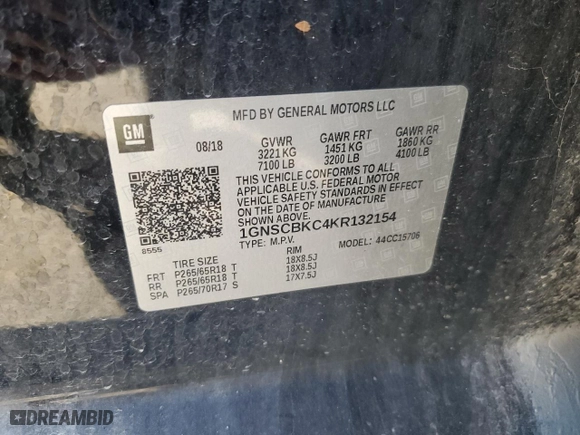 MFD BY GENERAL MOTORS LLC
GM
08/18 GVWR GAWR FRT GAWR RR
3221 KG 1451 KG 1860 KG
7100 LB 3200 LB 4100 LB
THIS VEHICLE CONFORMS TO ALL
APPLICABLE U.S. FEDERAL MOTOR
VEHICLE SAFETY STANDARDS IN EFFECT
ON THE DATE OF MANUFACTURE
SHOWN ABOVE.
1GNSCBKC4KR132154
TYPE: M.P.V. MODEL: 44CC15706
8555
TIRE SIZE RIM
FRT P265/65R18 T 18X8.5J
RR P265/65R18 T 18X8.5J
SPA P265/70R17 S 17X7.5J
DREAMBID